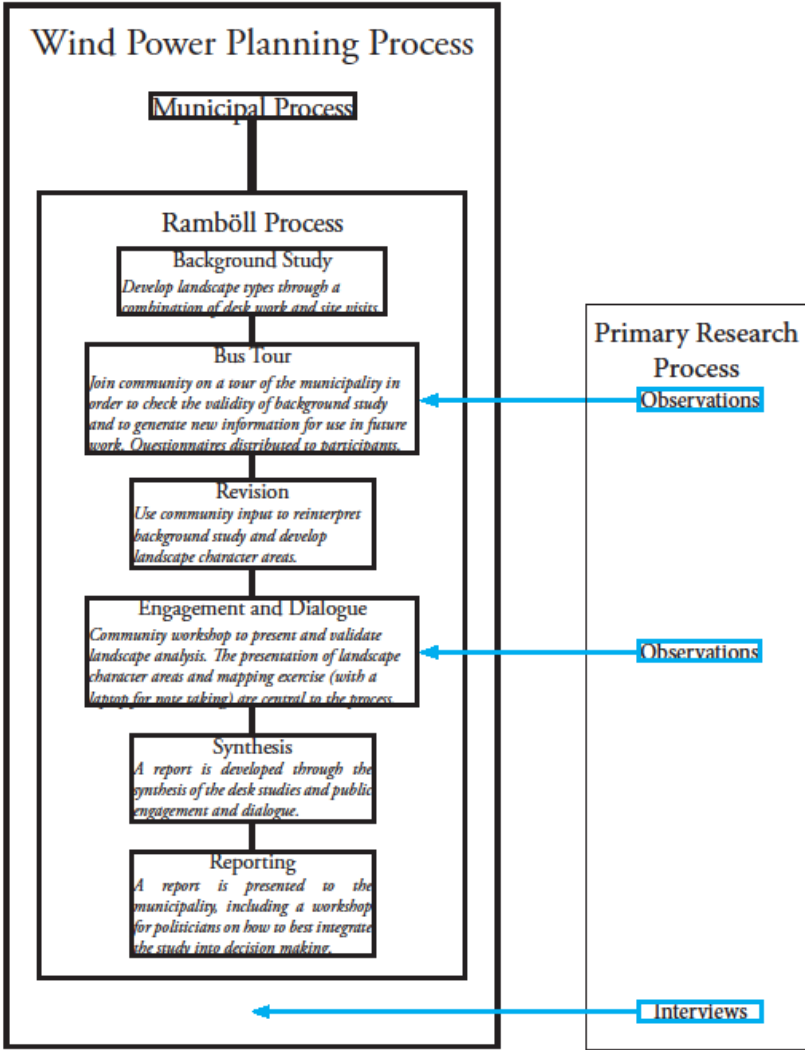 Wind Power Planning Process
Municipal Process
Ramböll Process
Background Study
Develop landscape types through a
combination of desk work and site visits.
Bus Tour
Join community on a tour of the municipality in
order to check the validity of background study
and to generate new information for use in future
work. Questionnaires distributed to participants.
Revision
Use community input to reinterpret
background study and develop
landscape character areas.
Engagement and Dialogue
Community workshop to present and validate
landscape analysis. The presentation of landscape
character areas and mapping exercise (with a
laptop for note taking) are central to the process.
Synthesis
A report is developed through the
synthesis of the desk studies and public
engagement and dialogue.
Reporting
A report is presented to the
municipality, including a workshop
for politicians on how to best integrate
the study into decision making.
Primary Research
Process
Observations
Observations
Interviews